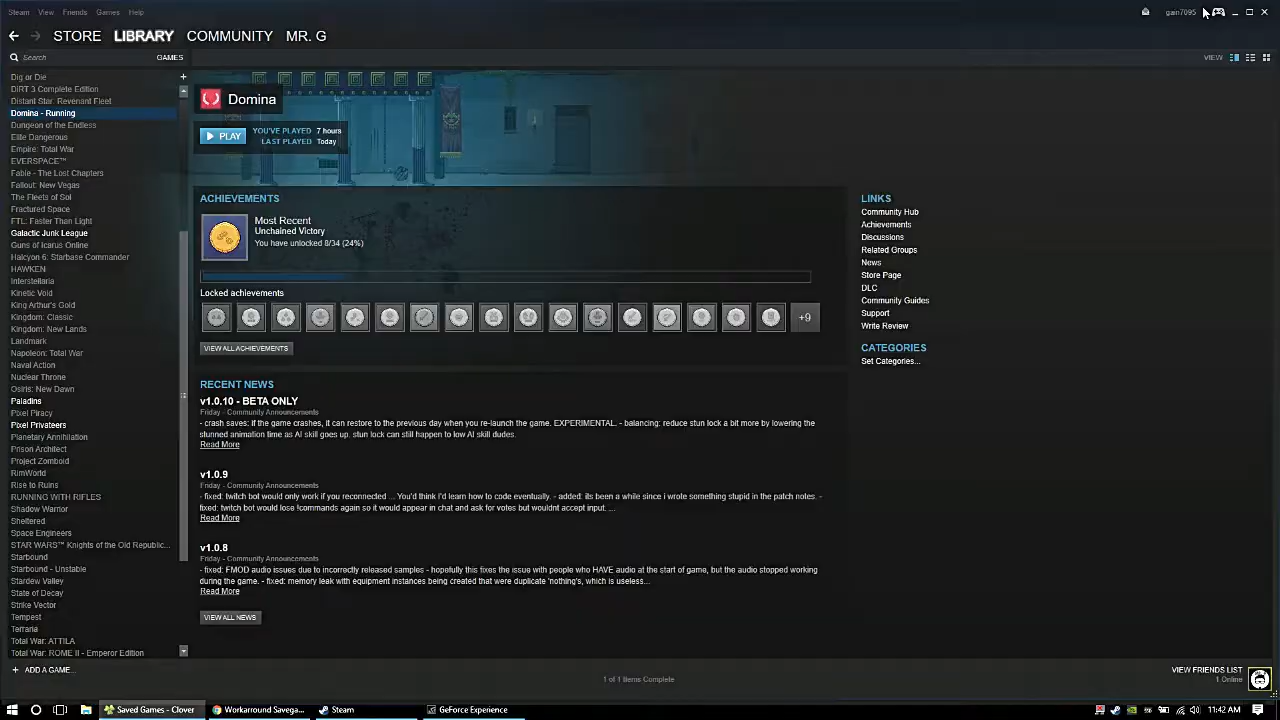 Steam View Friends Games Help gain7095
STORE LIBRARY COMMUNITY MR. G
Search GAMES VIEW
Dig or Die
DiRT 3 Complete Edition
Distant Star: Revenant Fleet
Domina - Running
Dungeon of the Endless
Elite Dangerous
Empire: Total War
EVERSPACE™
Fable - The Lost Chapters
Fallout: New Vegas
The Fleets of Sol
Fractured Space
FTL: Faster Than Light
Galactic Junk League
Guns of Icarus Online
Halcyon 6: Starbase Commander
HAWKEN
Interstellaria
Kinetic Void
King Arthur's Gold
Kingdom: Classic
Kingdom: New Lands
Landmark
Napoleon: Total War
Naval Action
Nuclear Throne
Osiris: New Dawn
Paladins
Pixel Piracy
Pixel Privateers
Planetary Annihilation
Prison Architect
Project Zomboid
RimWorld
Rise to Ruins
RUNNING WITH RIFLES
Shadow Warrior
Sheltered
Space Engineers
STAR WARS™ Knights of the Old Republic...
Starbound
Starbound - Unstable
Stardew Valley
State of Decay
Strike Vector
Tempest
Terraria
Total War: ATTILA
Total War: ROME II - Emperor Edition
+ ADD A GAME...
Domina
PLAY
YOU'VE PLAYED 7 hours
LAST PLAYED Today
ACHIEVEMENTS
Most Recent
Unchained Victory
You have unlocked 8/34 (24%)
Locked achievements
+9
VIEW ALL ACHIEVEMENTS
RECENT NEWS
v1.0.10 - BETA ONLY
Friday - Community Announcements
- crash saves: if the game crashes, it can restore to the previous day when you re-launch the game. EXPERIMENTAL. - balancing: reduce stun lock a bit more by lowering the
stunned animation time as AI skill goes up. stun lock can still happen to low AI skill dudes.
Read More
v1.0.9
Friday - Community Announcements
- fixed: twitch bot would only work if you reconnected ... You'd think I'd learn how to code eventually. - added: its been a while since i wrote something stupid in the patch notes. -
fixed: twitch bot would lose !commands again so it would appear in chat and ask for votes but wouldnt accept input. ...
Read More
v1.0.8
Friday - Community Announcements
- fixed: FMOD audio issues due to incorrectly released samples - hopefully this fixes the issue with people who HAVE audio at the start of game, but the audio stopped working
during the game. - fixed: memory leak with equipment instances being created that were duplicate 'nothing's, which is useless...
Read More
VIEW ALL NEWS
LINKS
Community Hub
Achievements
Discussions
Related Groups
News
Store Page
DLC
Community Guides
Support
Write Review
CATEGORIES
Set Categories...
1 of 1 Items Complete
VIEW FRIENDS LIST
1 Online
Saved Games - Clover Workaround Savega... Steam GeForce Experience 11:42 AM